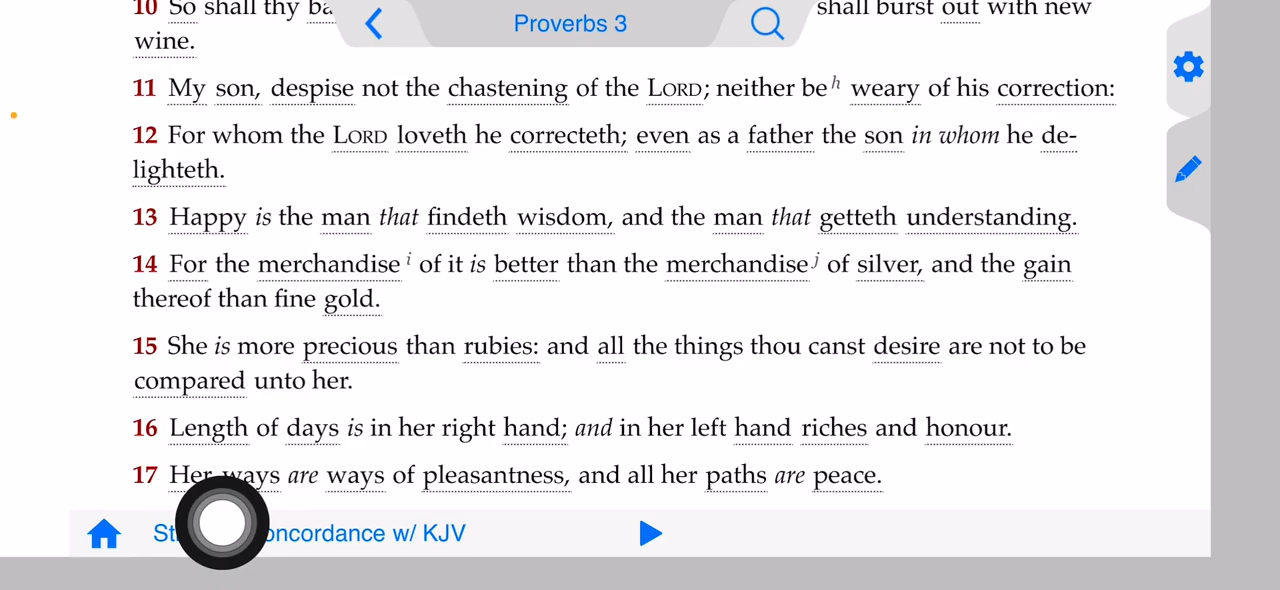 Proverbs 3
10 So shall thy shall burst out with new
wine.
11 My son, despise not the chastening of the LORD; neither be h weary of his correction:
12 For whom the LORD loveth he correcteth; even as a father the son in whom he de-
lighteth.
13 Happy is the man that findeth wisdom, and the man that getteth understanding.
14 For the merchandise i of it is better than the merchandise j of silver, and the gain
thereof than fine gold.
15 She is more precious than rubies: and all the things thou canst desire are not to be
compared unto her.
16 Length of days is in her right hand; and in her left hand riches and honour.
17 Her ways are ways of pleasantness, and all her paths are peace.
w/ KJV